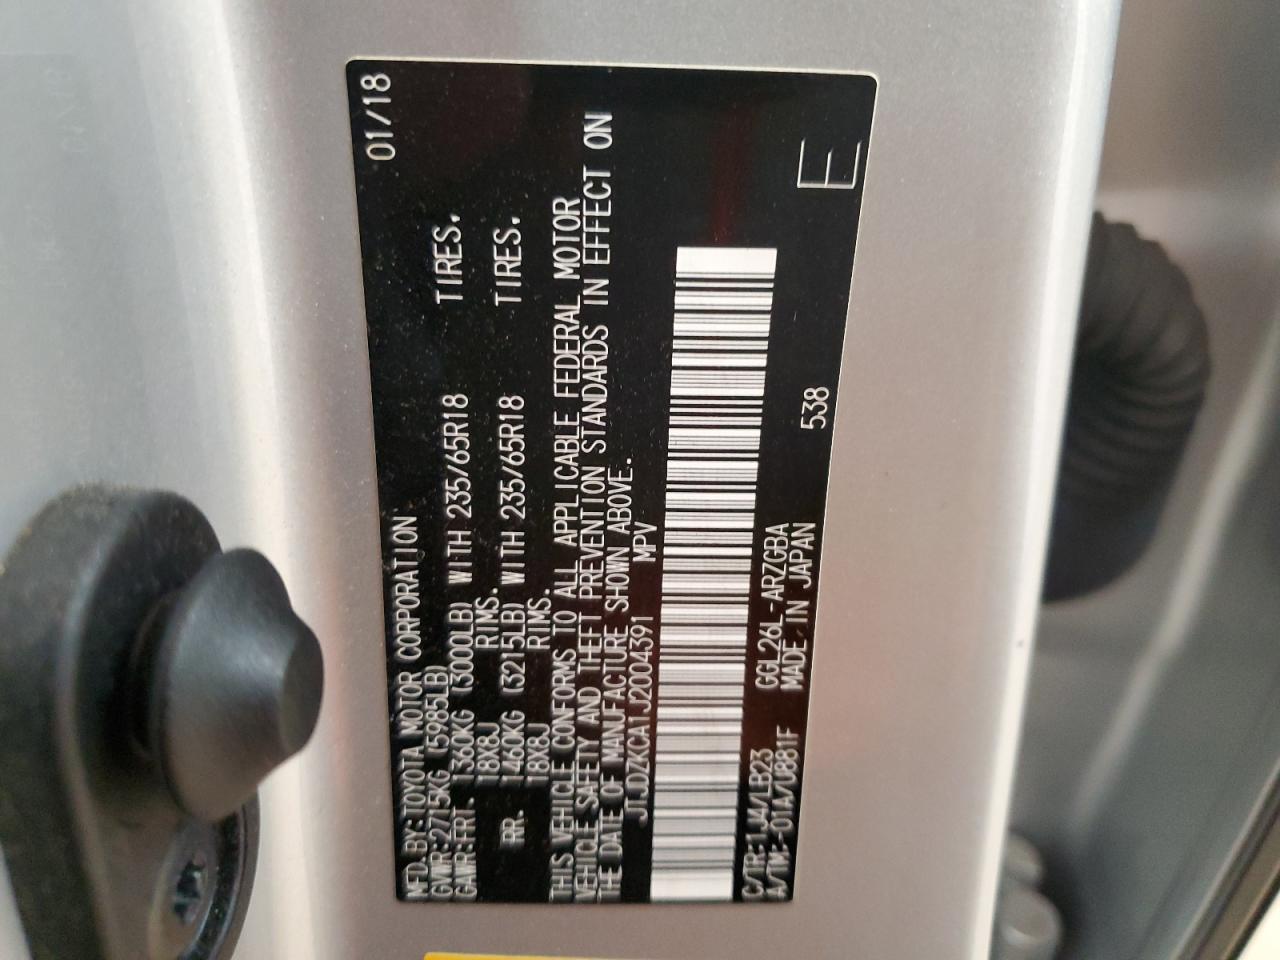 MFD. BY:TOYOTA MOTOR CORPORATION 01/18
GVWR:2715KG (5985LB)
GAWR:FRT. 1360KG (3000LB) WITH 235/65R18 TIRES.
18X8J RIMS.
RR. 1460KG (3215LB) WITH 235/65R18 TIRES.
18X8J RIMS.
THIS VEHICLE CONFORMS TO ALL APPLICABLE FEDERAL MOTOR
VEHICLE SAFETY AND THEFT PREVENTION STANDARDS IN EFFECT ON
THE DATE OF MANUFACTURE SHOWN ABOVE.
JTJDZKCA1J2004391 MPV
C/TR:1J4/LB23 GGL26L-ARZGBA 538
A/TM:-01A/U881F MADE IN JAPAN
E